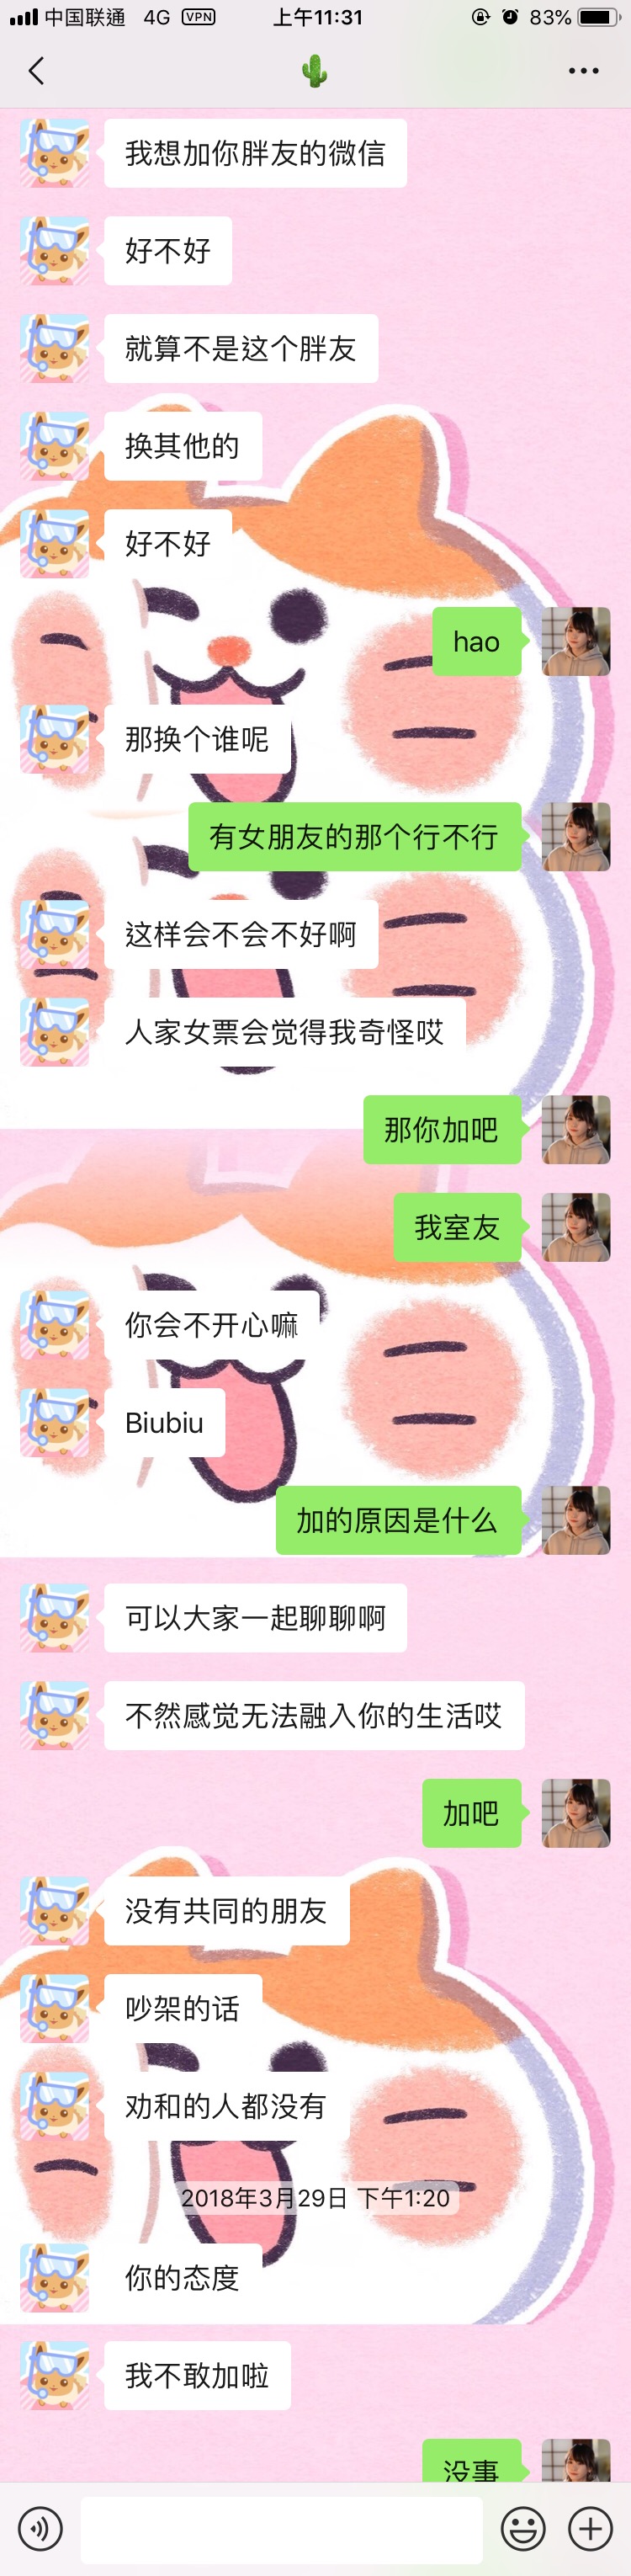 中国联通 4G VPN 上午11:31 83%
我想加你胖友的微信
好不好
就算不是这个胖友
换其他的
好不好
hao
那换个谁呢
有女朋友的那个行不行
这样会不会不好啊
人家女票会觉得我奇怪哎
那你加吧
我室友
你会不开心嘛
Biubiu
加的原因是什么
可以大家一起聊聊啊
不然感觉无法融入你的生活哎
加吧
没有共同的朋友
吵架的话
劝和的人都没有
2018年3月29日 下午1:20
你的态度
我不敢加啦
没事